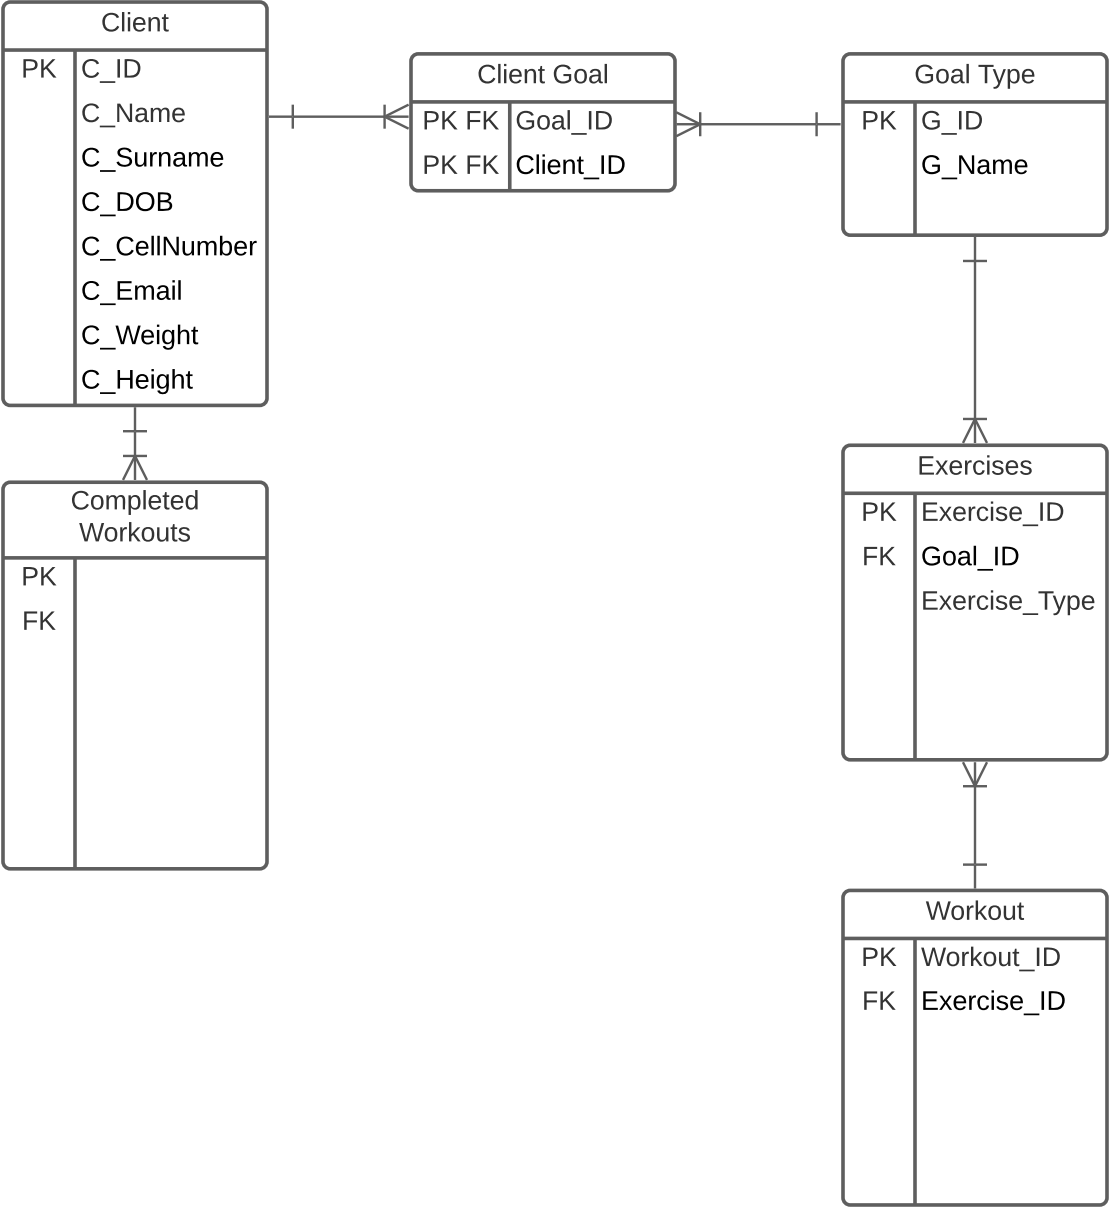 Client
PK C_ID
C_Name
C_Surname
C_DOB
C_CellNumber
C_Email
C_Weight
C_Height
Client Goal
PK FK Goal_ID
PK FK Client_ID
Goal Type
PK G_ID
G_Name
Completed
Workouts
PK
FK
Exercises
PK Exercise_ID
FK Goal_ID
Exercise_Type
Workout
PK Workout_ID
FK Exercise_ID